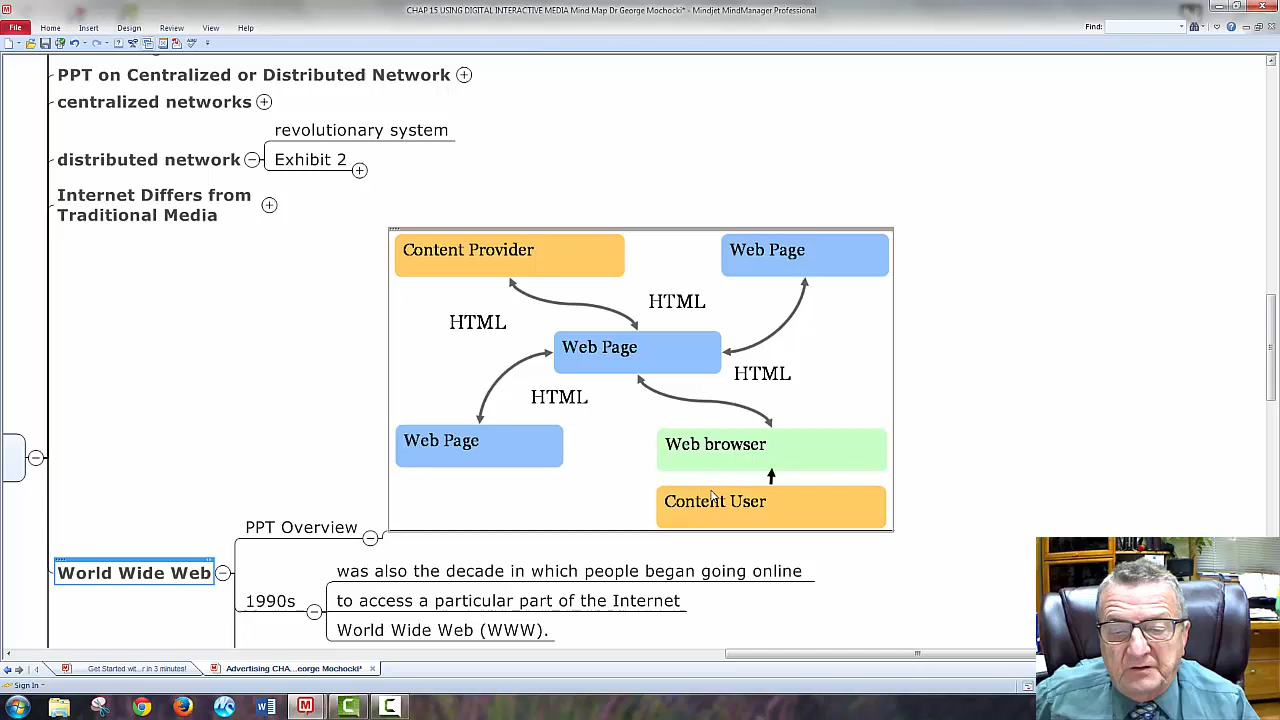 CHAP 15 USING DIGITAL INTERACTIVE MEDIA Mind Map Dr George Mochocki* - Mindjet MindManager Professional
File Home Insert Design Review View Help Find:
PPT on Centralized or Distributed Network
centralized networks
revolutionary system
distributed network
Exhibit 2
Internet Differs from
Traditional Media
Content Provider
Web Page
HTML
HTML
Web Page
HTML
HTML
Web Page
Web browser
Content User
PPT Overview
World Wide Web
was also the decade in which people began going online
1990s
to access a particular part of the Internet
World Wide Web (WWW).
Get Started wit...r in 3 minutes!
Advertising CHA...eorge Mochocki*
Sign In